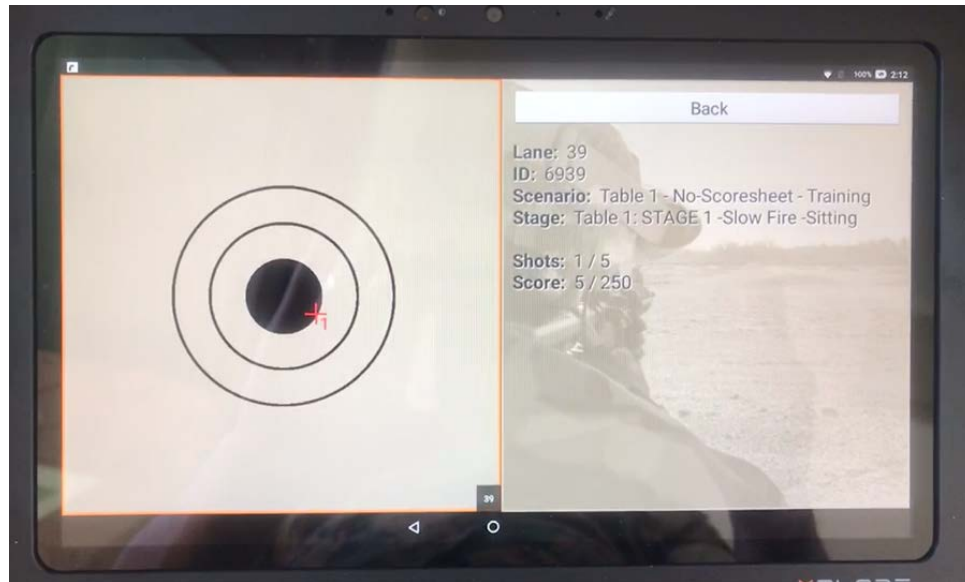 100% 2:12
Back
Lane: 39
ID: 6939
Scenario: Table 1 - No-Scoresheet - Training
Stage: Table 1: STAGE 1 -Slow Fire -Sitting
Shots: 1 / 5
Score: 5 / 250
1
39